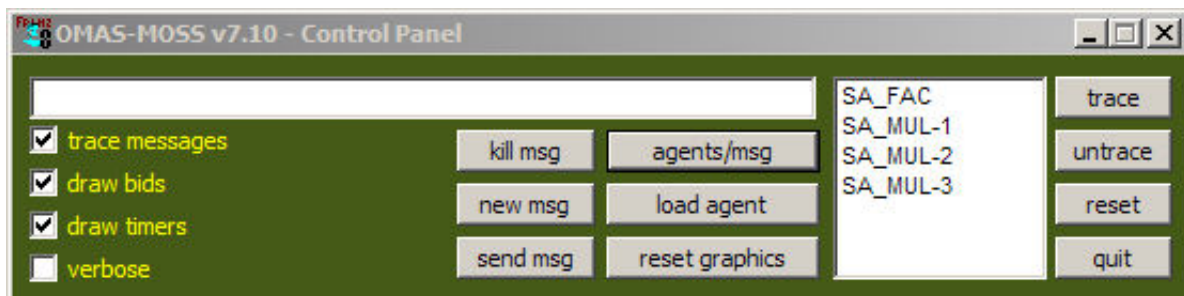 Franz
OMAS-MOSS v7.10 - Control Panel
trace messages
draw bids
draw timers
verbose
kill msg
agents/msg
new msg
load agent
send msg
reset graphics
SA_FAC
SA_MUL-1
SA_MUL-2
SA_MUL-3
trace
untrace
reset
quit